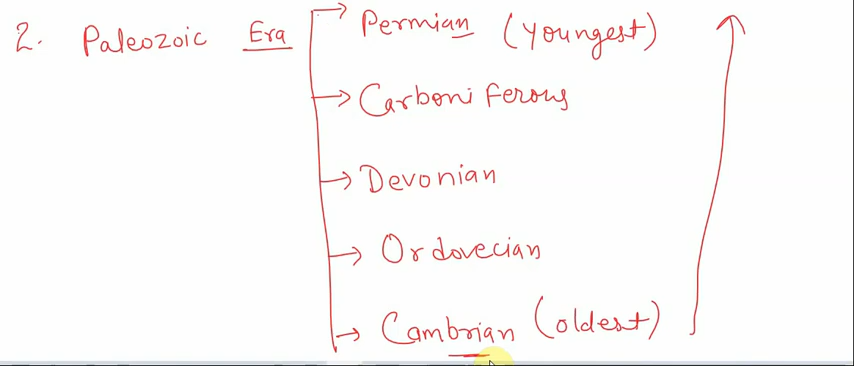 2. Paleozoic Era
Permian (Youngest)
Carboniferous
Devonian
Ordovecian
Cambrian (oldest)